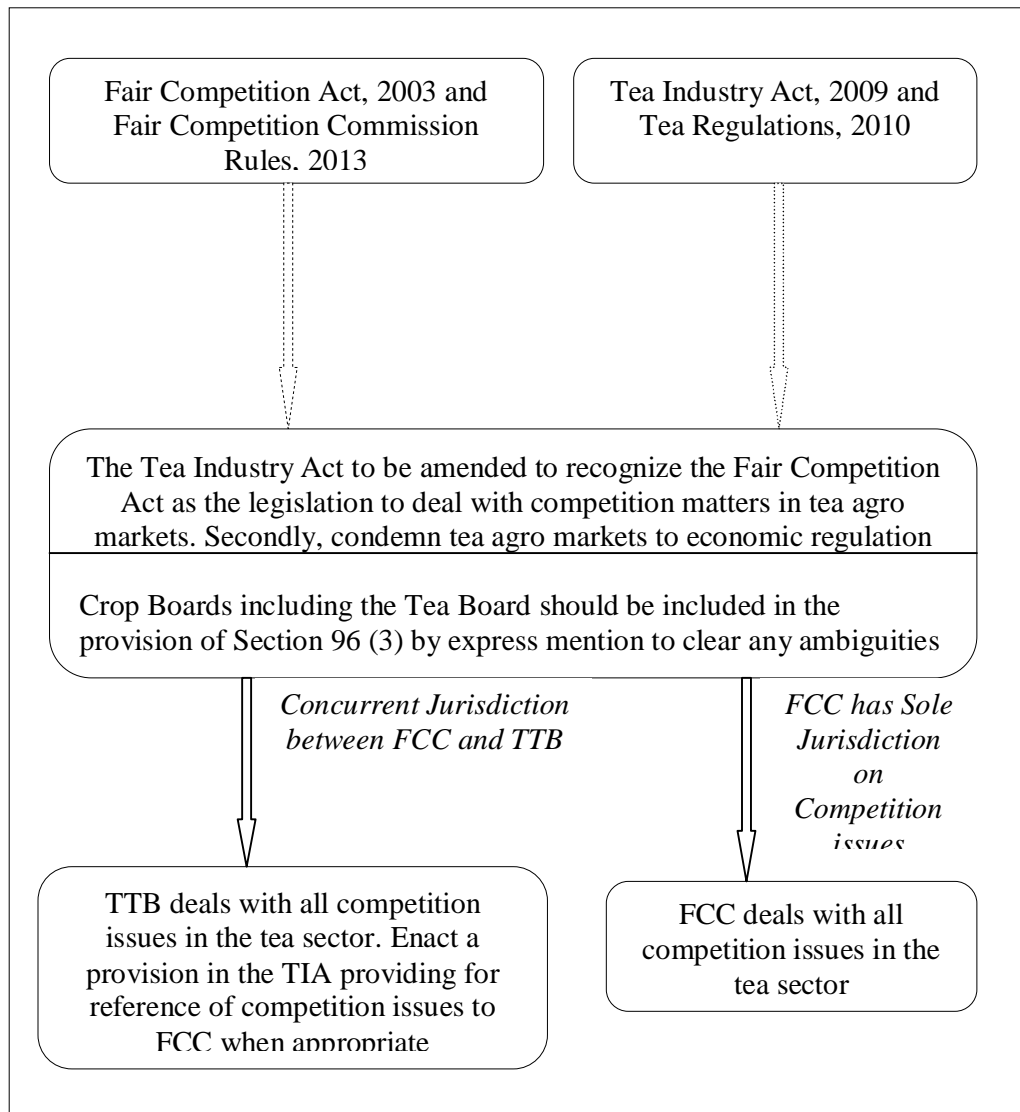 Fair Competition Act, 2003 and
Fair Competition Commission
Rules, 2013
Tea Industry Act, 2009 and
Tea Regulations, 2010
The Tea Industry Act to be amended to recognize the Fair Competition
Act as the legislation to deal with competition matters in tea agro
markets. Secondly, condemn tea agro markets to economic regulation
Crop Boards including the Tea Board should be included in the
provision of Section 96 (3) by express mention to clear any ambiguities
Concurrent Jurisdiction
between FCC and TTB
FCC has Sole
Jurisdiction
on
Competition
issues
TTB deals with all competition
issues in the tea sector. Enact a
provision in the TIA providing for
reference of competition issues to
FCC when appropriate
FCC deals with all
competition issues in the
tea sector